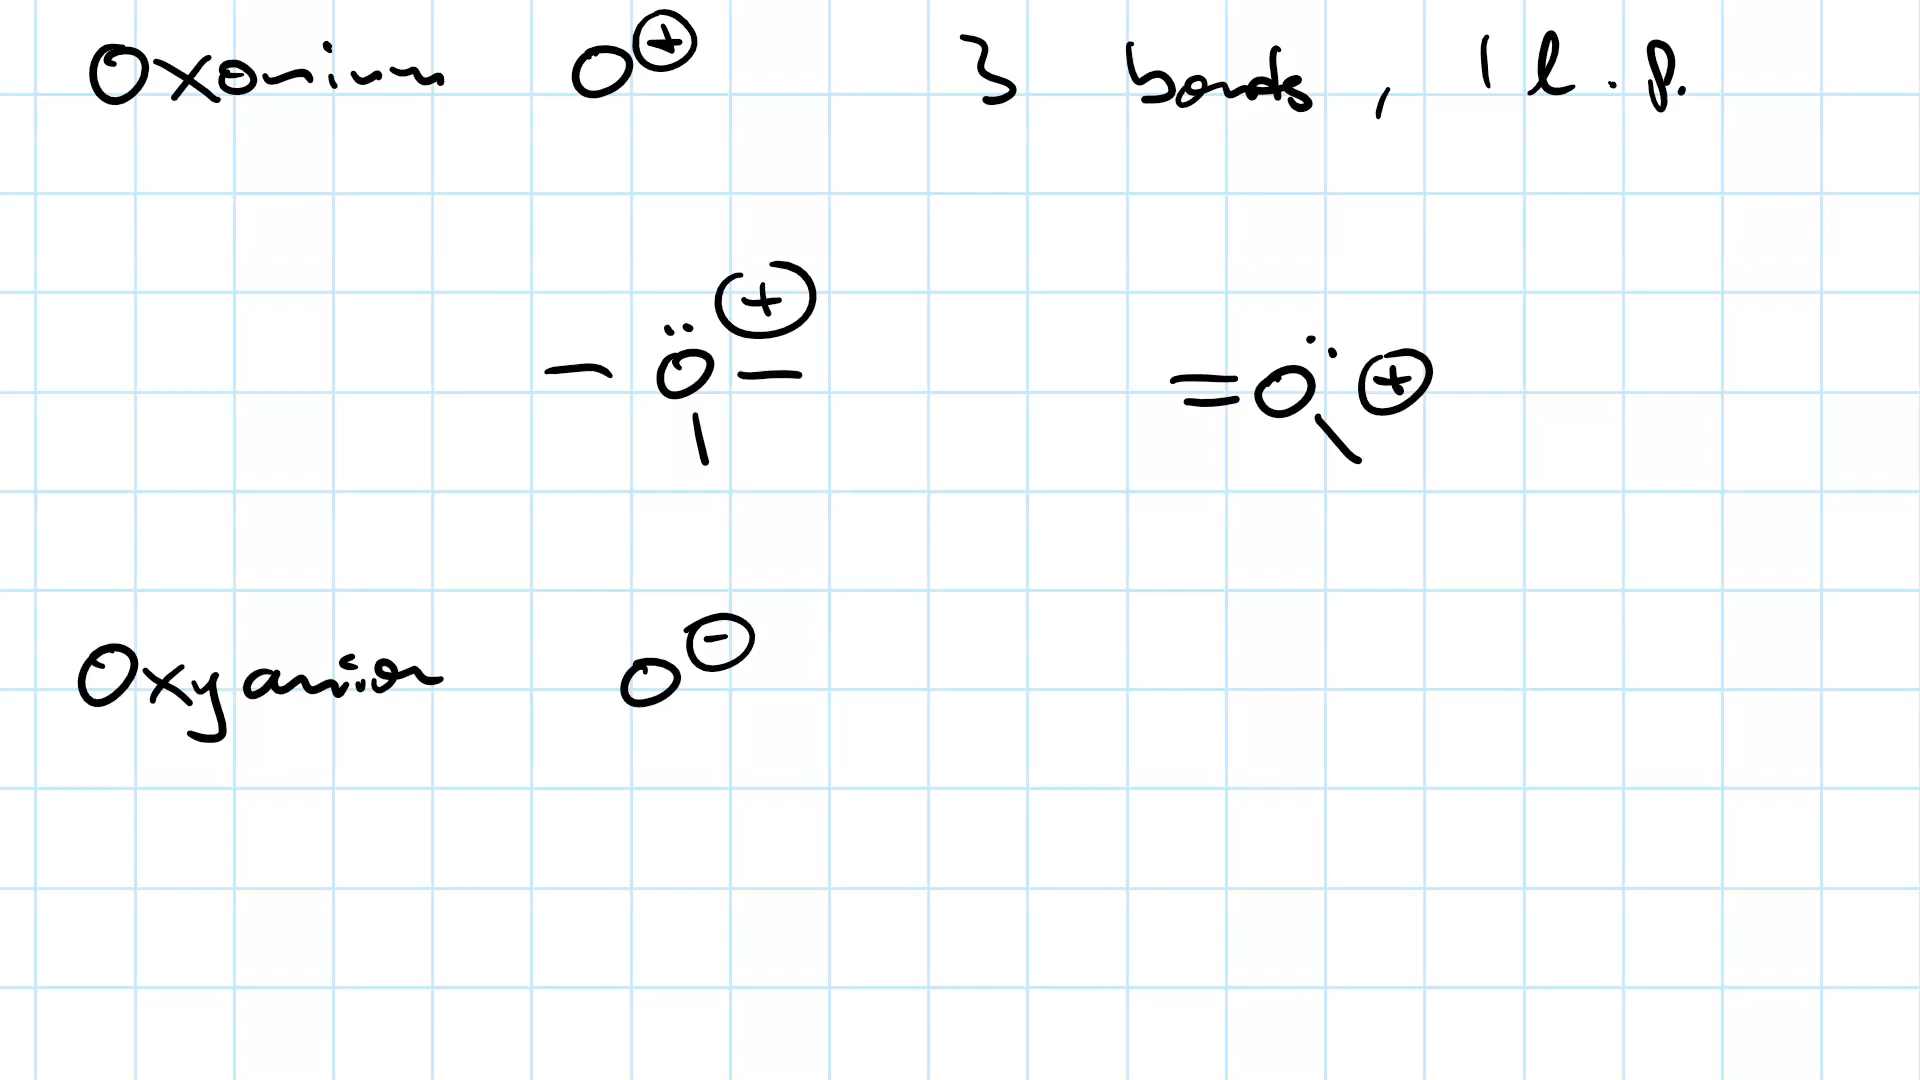 Oxonium O⊕ 3 bonds, 1 l.p.
– Ö⊕ – =Ö⊕
Oxyanion O⊖